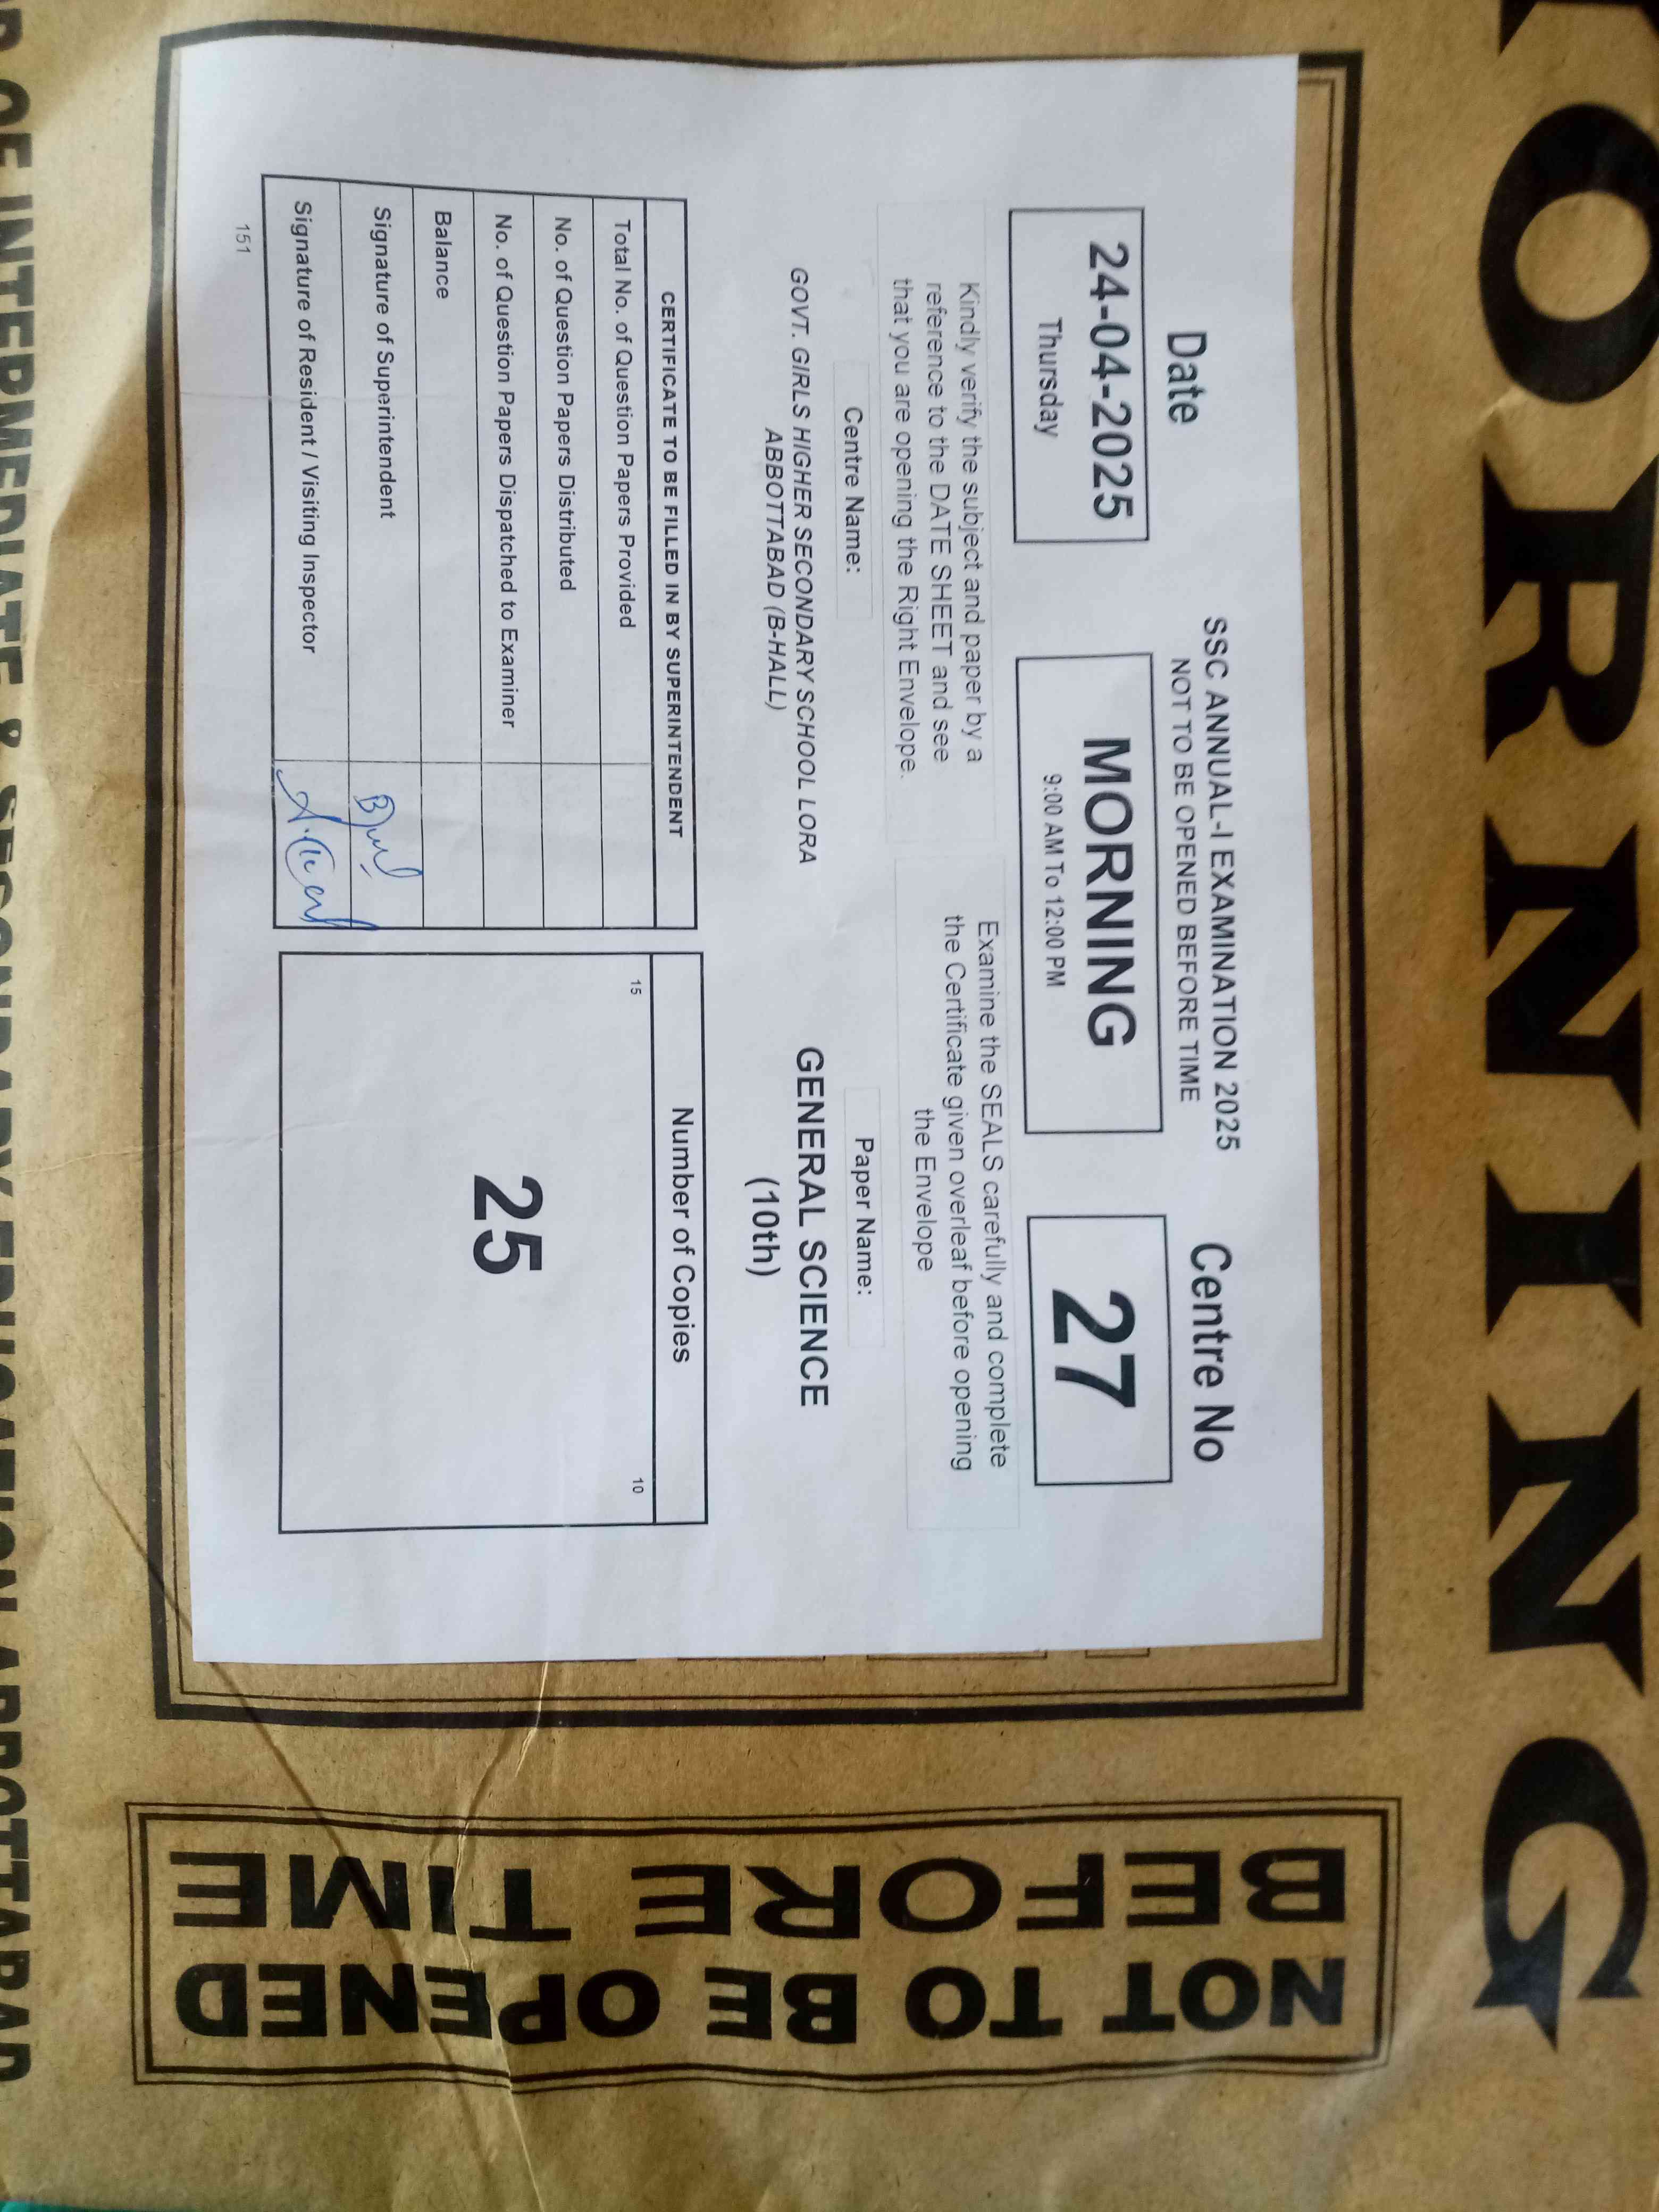 MORNING
Date
SSC ANNUAL-I EXAMINATION 2025
NOT TO BE OPENED BEFORE TIME
Centre No
24-04-2025
Thursday
MORNING
9:00 AM To 12:00 PM
27
Kindly verify the subject and paper by a
reference to the DATE SHEET and see
that you are opening the Right Envelope.
Examine the SEALS carefully and complete
the Certificate given overleaf before opening
the Envelope
Centre Name:
GOVT. GIRLS HIGHER SECONDARY SCHOOL LORA
ABBOTTABAD (B-HALL)
Paper Name:
GENERAL SCIENCE
(10th)
CERTIFICATE TO BE FILLED IN BY SUPERINTENDENT
Total No. of Question Papers Provided
No. of Question Papers Distributed
No. of Question Papers Dispatched to Examiner
Balance
Signature of Superintendent
Signature of Resident / Visiting Inspector
Number of Copies
15
10
25
151
NOT TO BE OPENED
BEFORE TIME
OF INTERMEDIATE & SECONDARY EDUCATION ABBOTTABAD